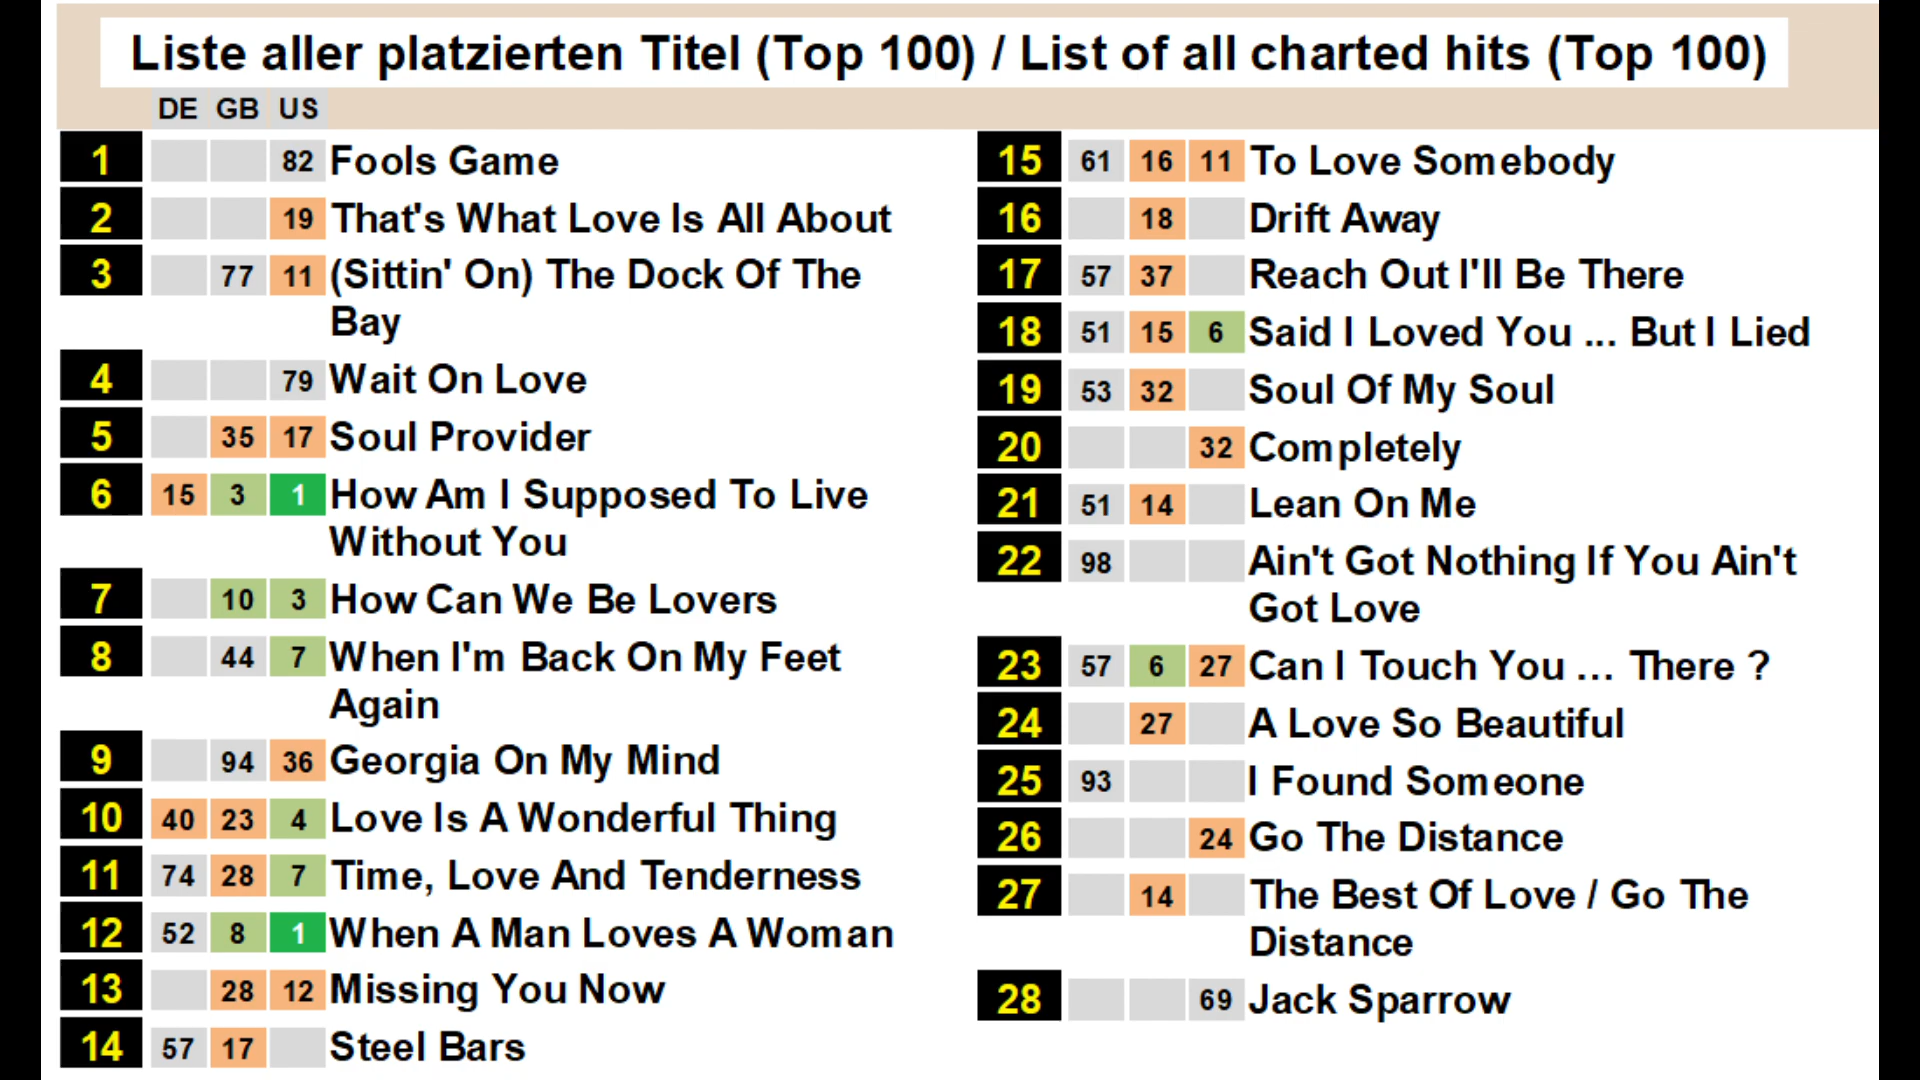 Liste aller platzierten Titel (Top 100) / List of all charted hits (Top 100)
DE GB US
1 82 Fools Game
2 19 That's What Love Is All About
3 77 11 (Sittin' On) The Dock Of The
Bay
4 79 Wait On Love
5 35 17 Soul Provider
6 15 3 1 How Am I Supposed To Live
Without You
7 10 3 How Can We Be Lovers
8 44 7 When I'm Back On My Feet
Again
9 94 36 Georgia On My Mind
10 40 23 4 Love Is A Wonderful Thing
11 74 28 7 Time, Love And Tenderness
12 52 8 1 When A Man Loves A Woman
13 28 12 Missing You Now
14 57 17 Steel Bars
15 61 16 11 To Love Somebody
16 18 Drift Away
17 57 37 Reach Out I'll Be There
18 51 15 6 Said I Loved You ... But I Lied
19 53 32 Soul Of My Soul
20 32 Completely
21 51 14 Lean On Me
22 98 Ain't Got Nothing If You Ain't
Got Love
23 57 6 27 Can I Touch You ... There ?
24 27 A Love So Beautiful
25 93 I Found Someone
26 24 Go The Distance
27 14 The Best Of Love / Go The
Distance
28 69 Jack Sparrow